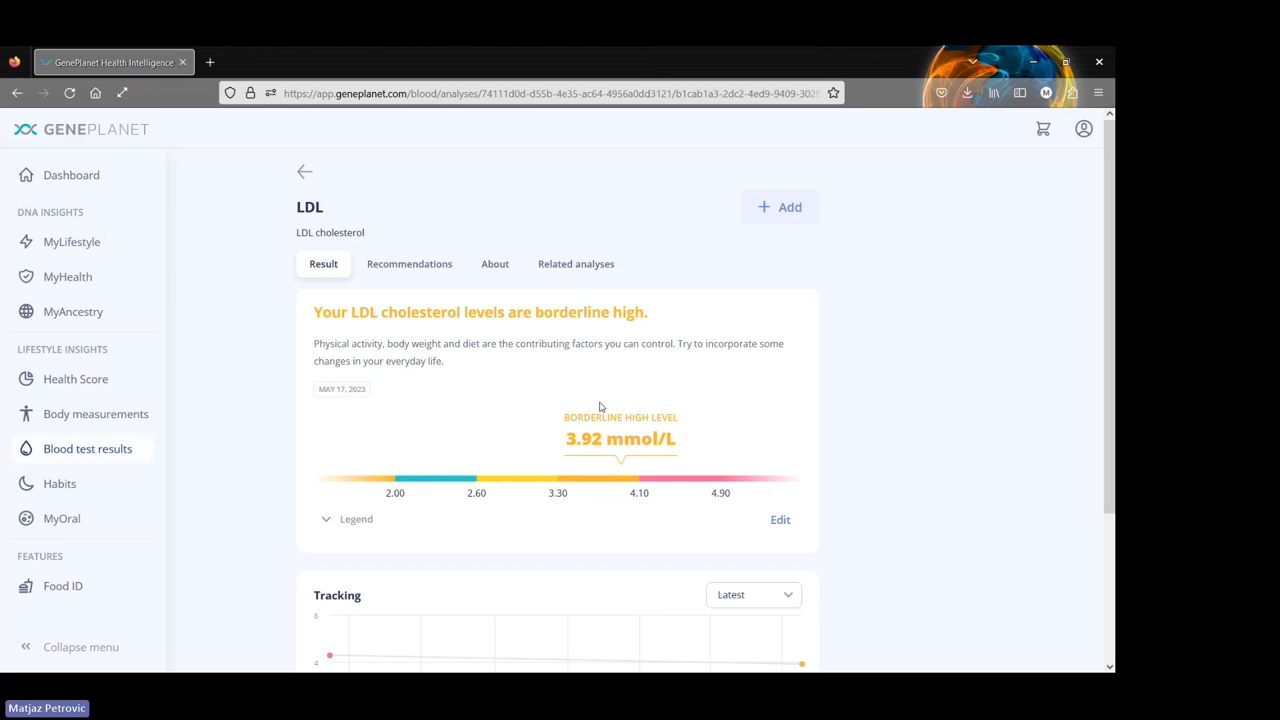 GenePlanet Health Intelligence
https://app.geneplanet.com/blood/analyses/74111d0d-d55b-4e35-ac64-4956a0dd3121/b1cab1a3-2dc2-4ed9-9409-302f
M
GENEPLANET
Dashboard
DNA INSIGHTS
MyLifestyle
MyHealth
MyAncestry
LIFESTYLE INSIGHTS
Health Score
Body measurements
Blood test results
Habits
MyOral
FEATURES
Food ID
Collapse menu
LDL
Add
LDL cholesterol
Result Recommendations About Related analyses
Your LDL cholesterol levels are borderline high.
Physical activity, body weight and diet are the contributing factors you can control. Try to incorporate some
changes in your everyday life.
MAY 17, 2023
BORDERLINE HIGH LEVEL
3.92 mmol/L
2.00 2.60 3.30 4.10 4.90
Legend Edit
Tracking Latest
6
4
Matjaz Petrovic